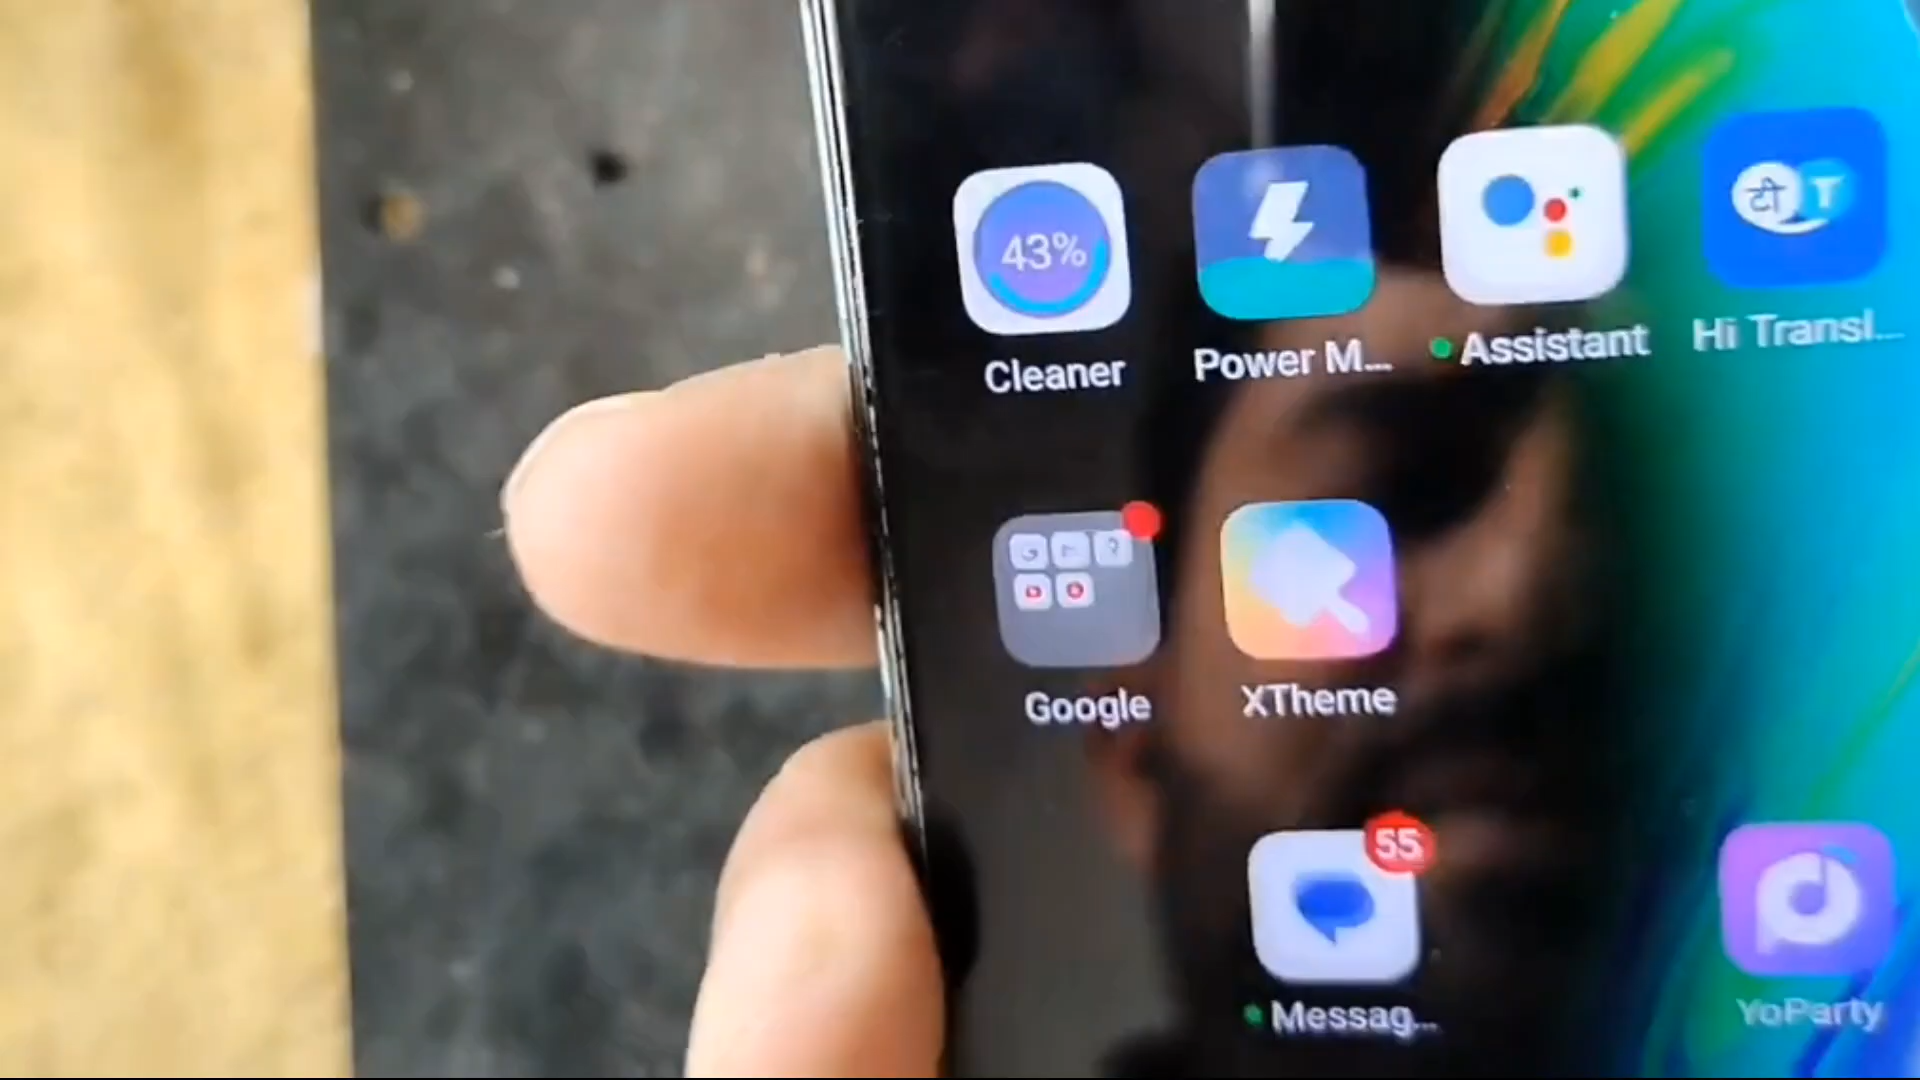 43%
टी T
Cleaner
Power M...
Assistant
Hi Transl...
Google
XTheme
55
Messag...
YoParty